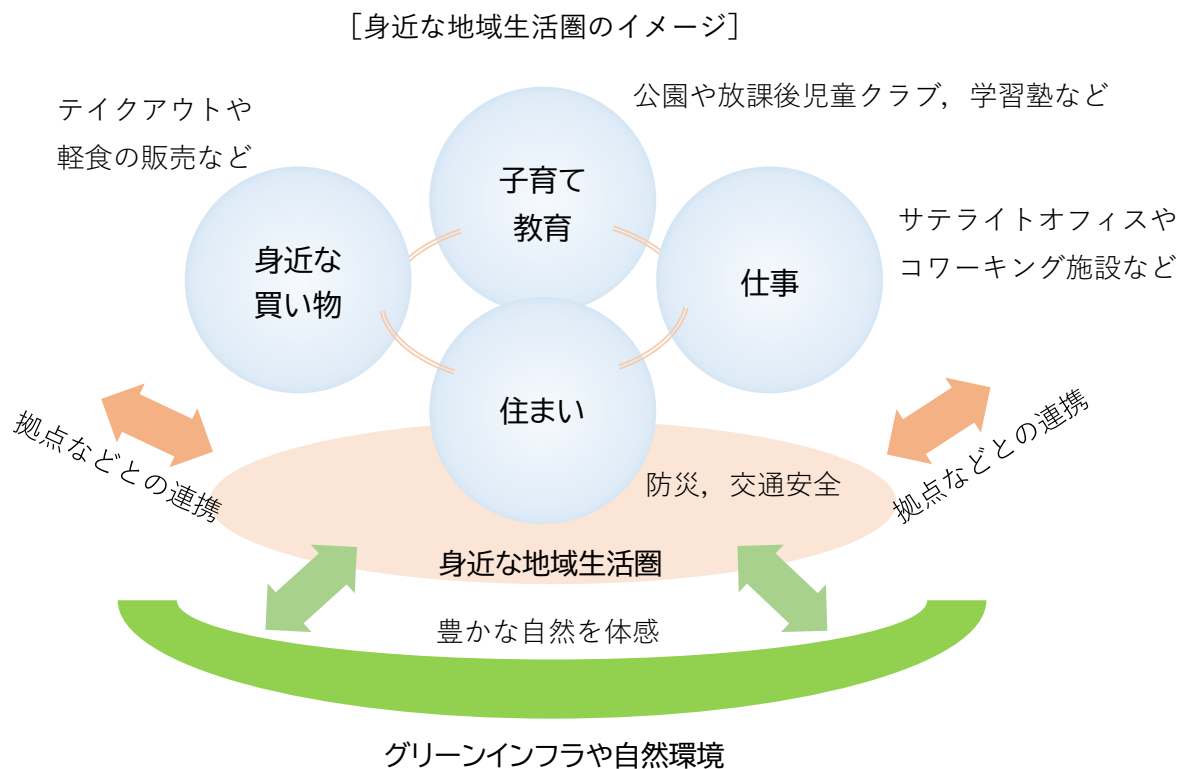 ［身近な地域生活圏のイメージ］
公園や放課後児童クラブ，学習塾など
テイクアウトや
軽食の販売など
子育て
教育
サテライトオフィスや
コワーキング施設など
身近な
買い物
仕事
住まい
拠点などとの連携
拠点などとの連携
防災，交通安全
身近な地域生活圏
豊かな自然を体感
グリーンインフラや自然環境